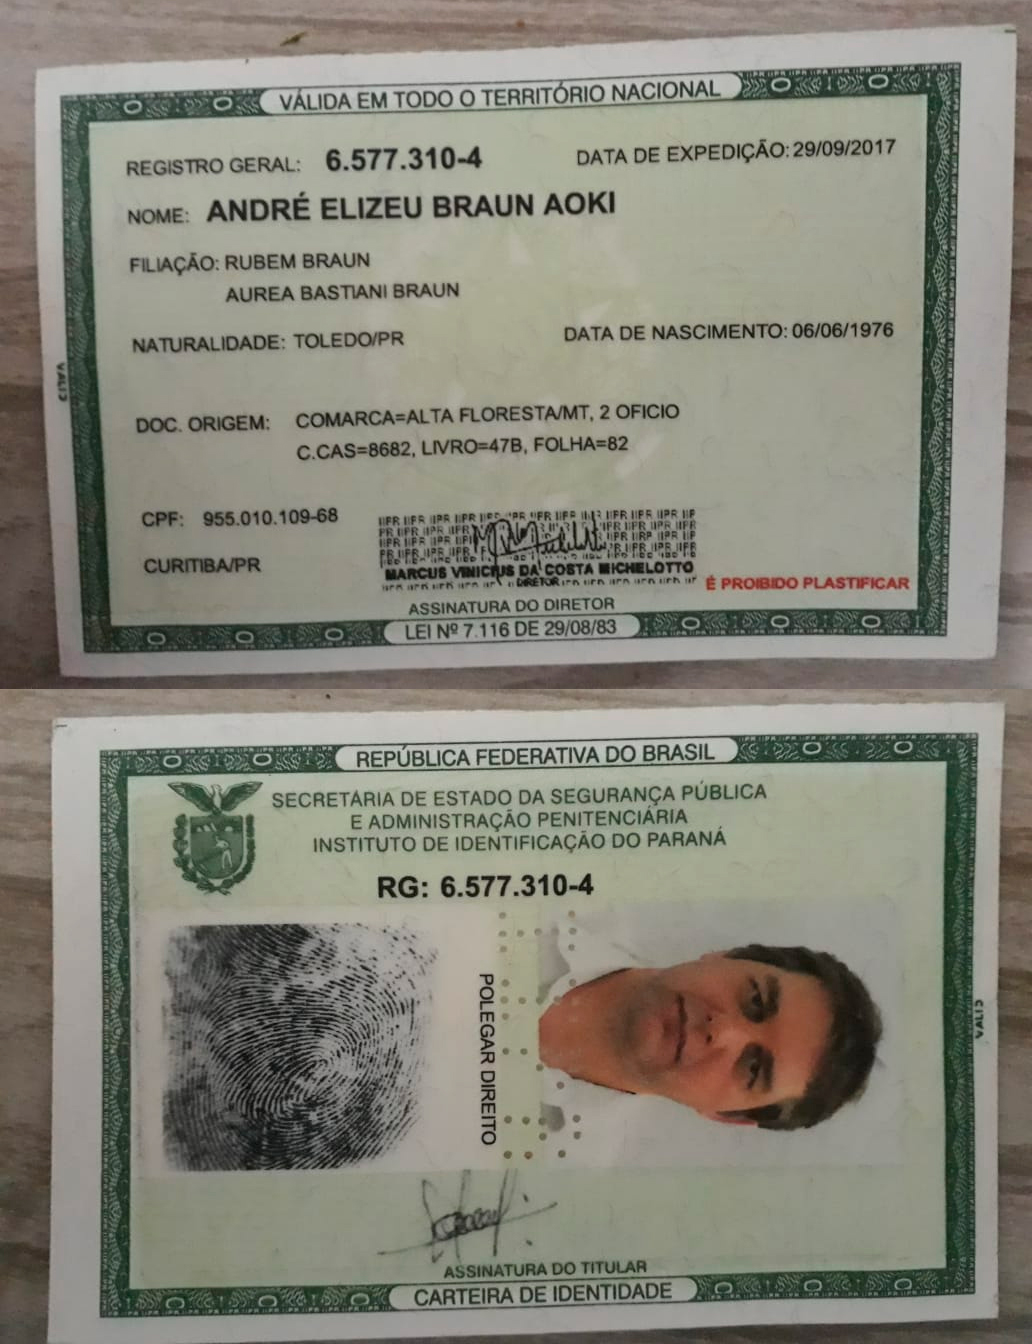 VÁLIDA EM TODO O TERRITÓRIO NACIONAL
REGISTRO GERAL: 6.577.310-4 DATA DE EXPEDIÇÃO: 29/09/2017
NOME: ANDRÉ ELIZEU BRAUN AOKI
FILIAÇÃO: RUBEM BRAUN
AUREA BASTIANI BRAUN
NATURALIDADE: TOLEDO/PR DATA DE NASCIMENTO: 06/06/1976
DOC. ORIGEM: COMARCA=ALTA FLORESTA/MT, 2 OFICIO
C.CAS=8682, LIVRO=47B, FOLHA=82
CPF: 955.010.109-68
CURITIBA/PR
MARCUS VINICIUS DA COSTA MICHELOTTO
DIRETOR
É PROIBIDO PLASTIFICAR
ASSINATURA DO DIRETOR
LEI Nº 7.116 DE 29/08/83
REPÚBLICA FEDERATIVA DO BRASIL
SECRETARIA DE ESTADO DA SEGURANÇA PÚBLICA
E ADMINISTRAÇÃO PENITENCIÁRIA
INSTITUTO DE IDENTIFICAÇÃO DO PARANÁ
RG: 6.577.310-4
POLEGAR DIREITO
ASSINATURA DO TITULAR
CARTEIRA DE IDENTIDADE